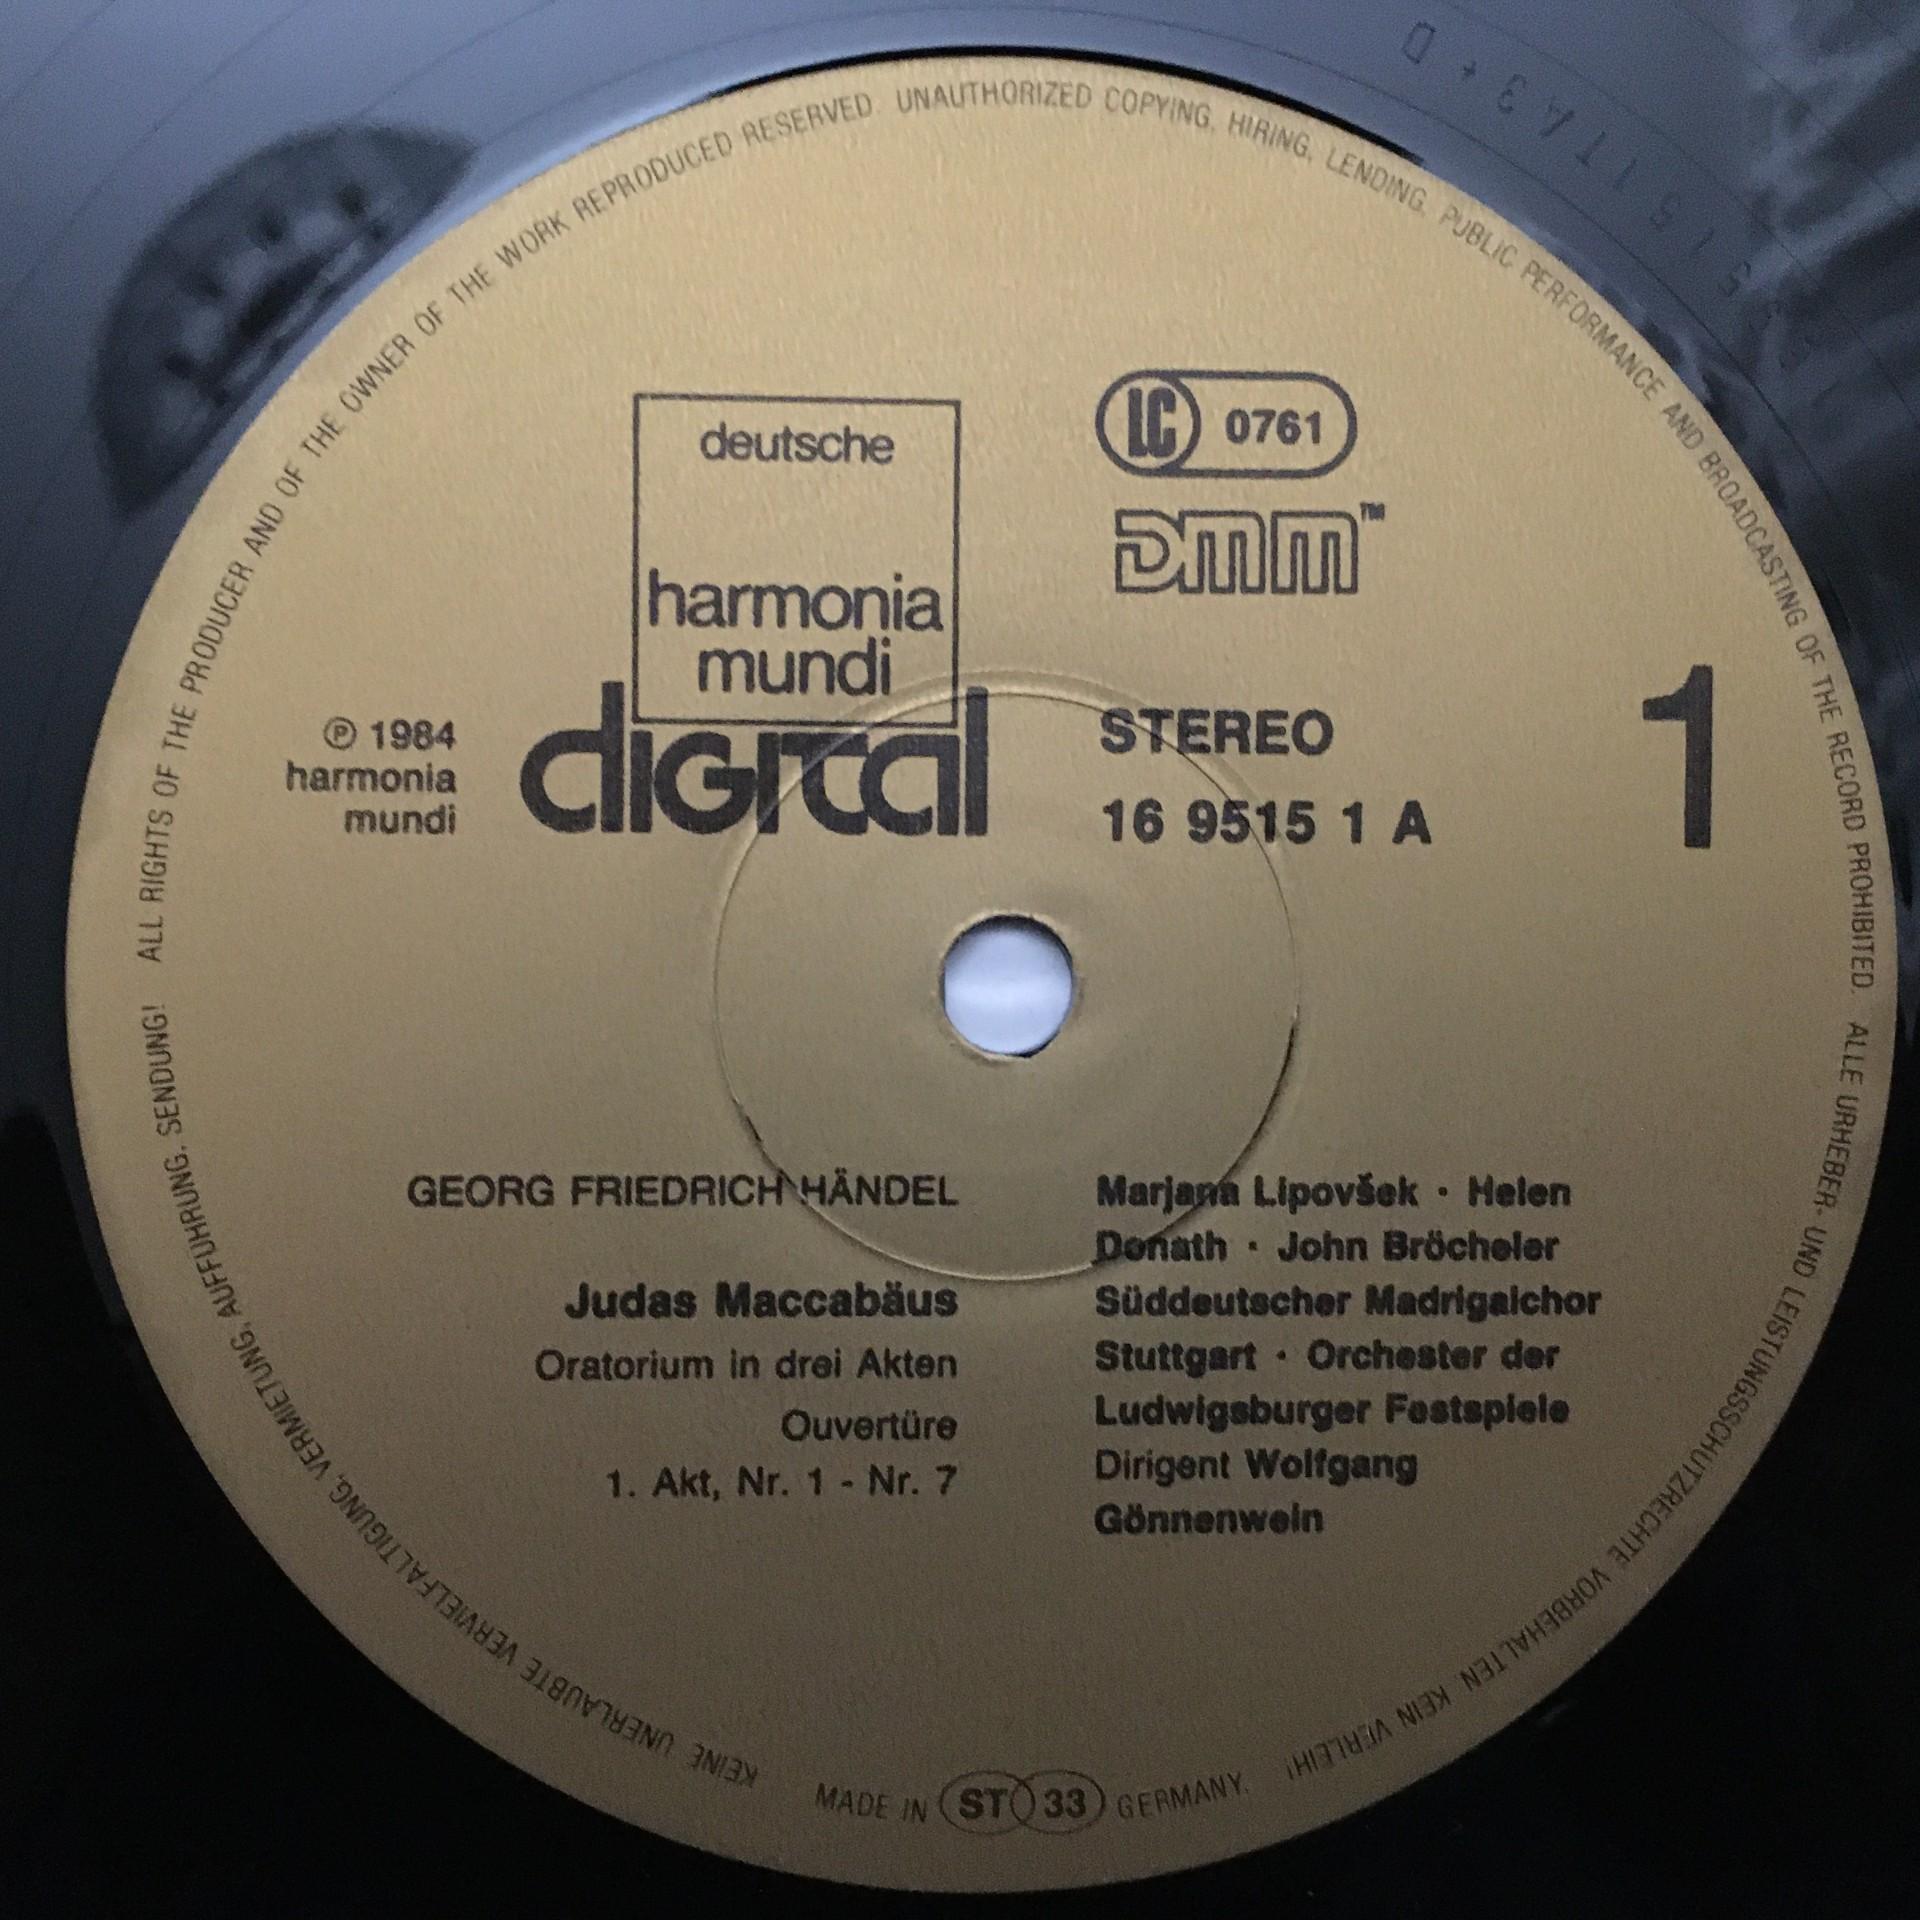 ALL RIGHTS OF THE PRODUCER AND OF THE OWNER OF THE WORK REPRODUCED RESERVED. UNAUTHORIZED COPYING, HIRING, LENDING, PUBLIC PERFORMANCE AND BROADCASTING OF THE RECORD PROHIBITED.
ALLE URHEBER- UND LEISTUNGSSCHUTZRECHTE VORBEHALTEN. KEIN VERLEIH!
KEINE UNERLAUBTE VERVIELFÄLTIGUNG, VERMIETUNG, AUFFÜHRUNG, SENDUNG!
deutsche
harmonia
mundi
digital
℗ 1984
harmonia
mundi
LC 0761
DMM™
STEREO
16 9515 1 A
1
GEORG FRIEDRICH HÄNDEL
Judas Maccabäus
Oratorium in drei Akten
Ouvertüre
1. Akt, Nr. 1 - Nr. 7
Marjana Lipovšek · Helen
Donath · John Bröcheler
Süddeutscher Madrigalchor
Stuttgart · Orchester der
Ludwigsburger Festspiele
Dirigent Wolfgang
Gönnenwein
MADE IN ST 33 GERMANY.